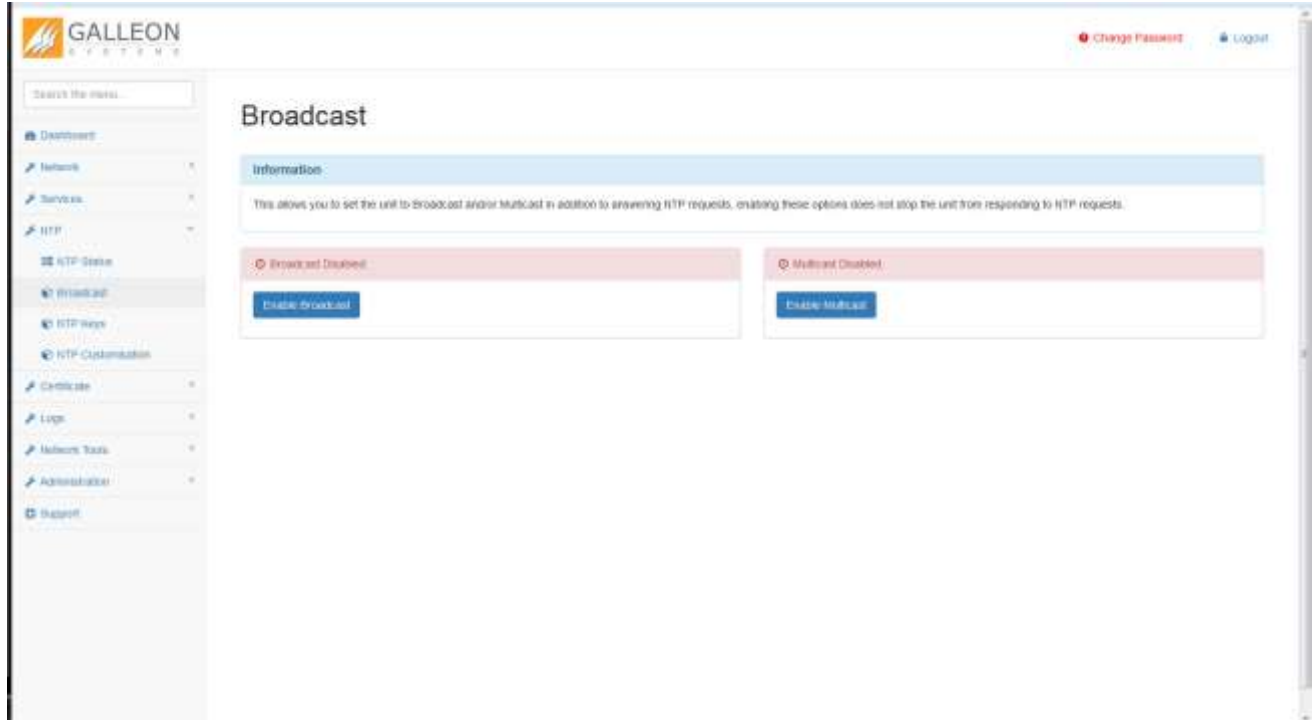 GALLEON
SYSTEMS
Change Password
Logout
Search the menu...
Dashboard
Network
Services
NTP
NTP Status
Broadcast
NTP Keys
NTP Customisation
Certificate
Logs
Network Tools
Administration
Support
Broadcast
Information
This allows you to set the unit to Broadcast and/or Multicast in addition to answering NTP requests, enabling these options does not stop the unit from responding to NTP requests.
Broadcast Disabled
Enable Broadcast
Multicast Disabled
Enable Multicast